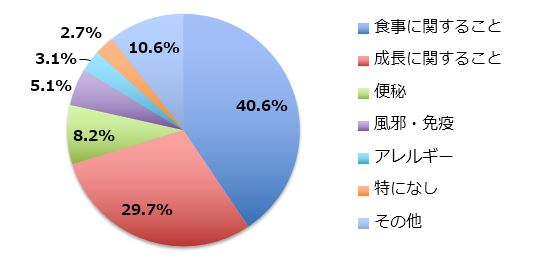 2.7%
10.6%
3.1%
5.1%
40.6%
8.2%
29.7%
食事に関すること
成長に関すること
便秘
風邪・免疫
アレルギー
特になし
その他